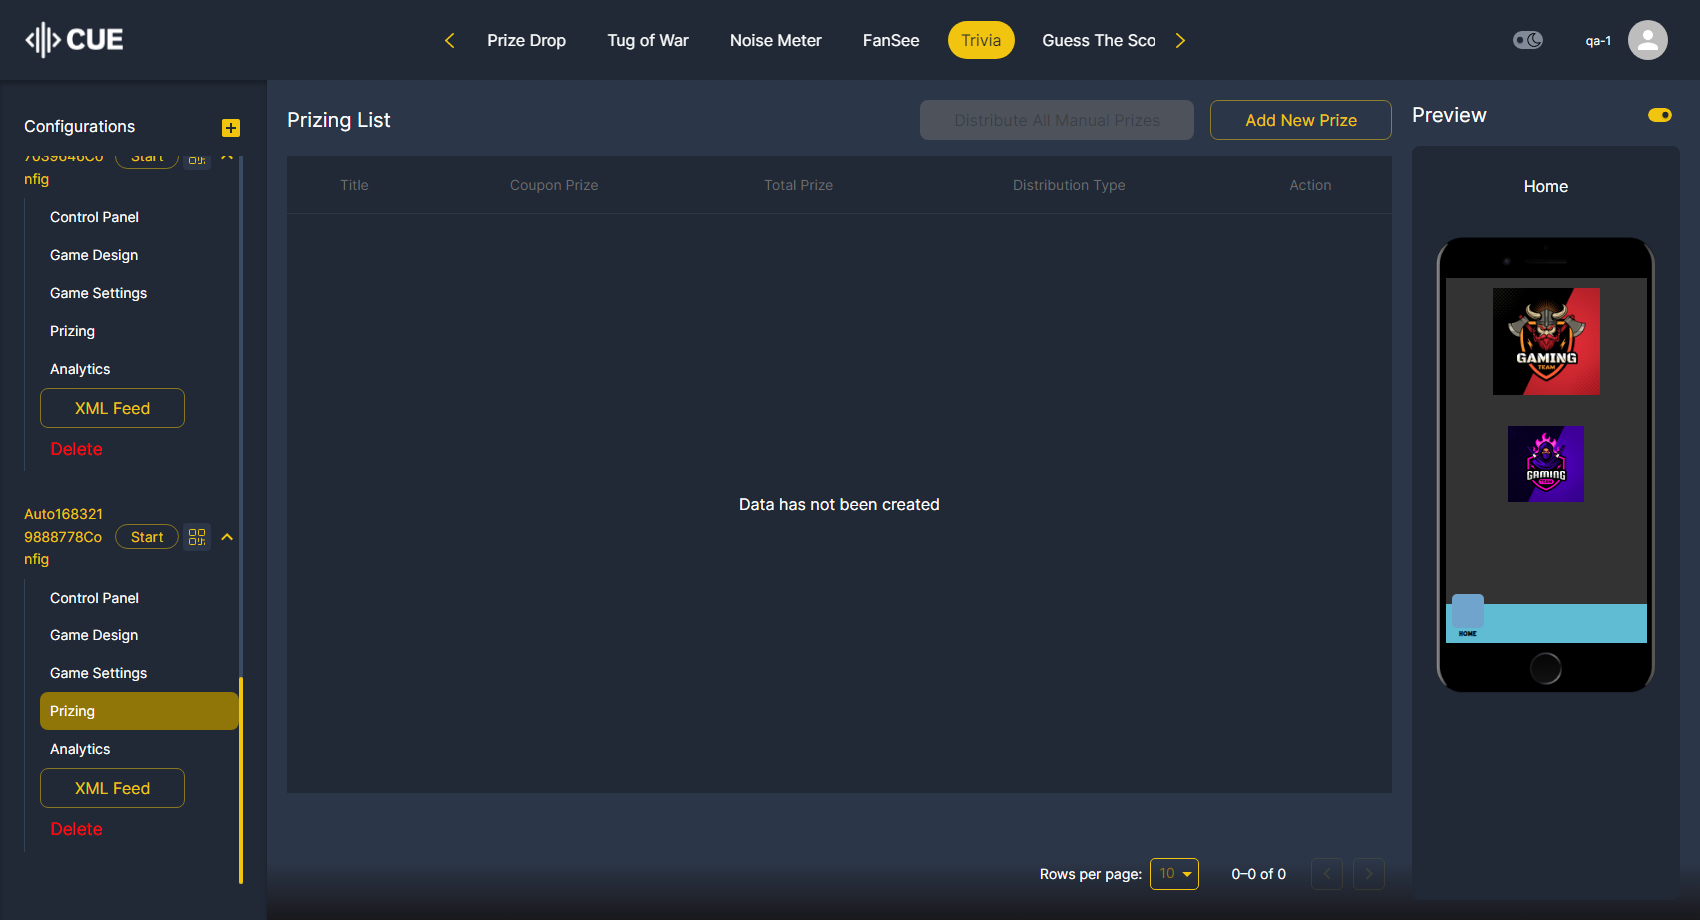 CUE
Prize Drop
Tug of War
Noise Meter
FanSee
Trivia
Guess The Sco
qa-1
Configurations
7039646Co
nfig
Start
Control Panel
Game Design
Game Settings
Prizing
Analytics
XML Feed
Delete
Auto168321
9888778Co
nfig
Start
Control Panel
Game Design
Game Settings
Prizing
Analytics
XML Feed
Delete
Prizing List
Distribute All Manual Prizes
Add New Prize
Title
Coupon Prize
Total Prize
Distribution Type
Action
Data has not been created
Rows per page:
10
0–0 of 0
Preview
Home
GAMING
TEAM
GAMING
TEAM
HOME